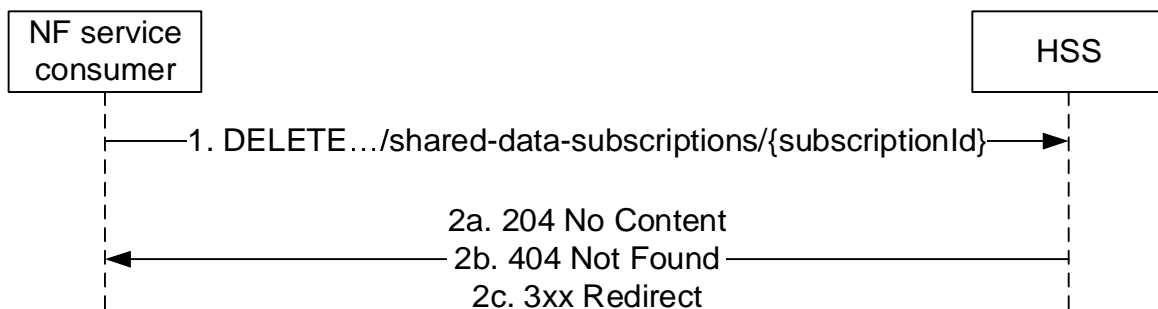 NF service
consumer
HSS
1. DELETE…/shared-data-subscriptions/{subscriptionId}
2a. 204 No Content
2b. 404 Not Found
2c. 3xx Redirect